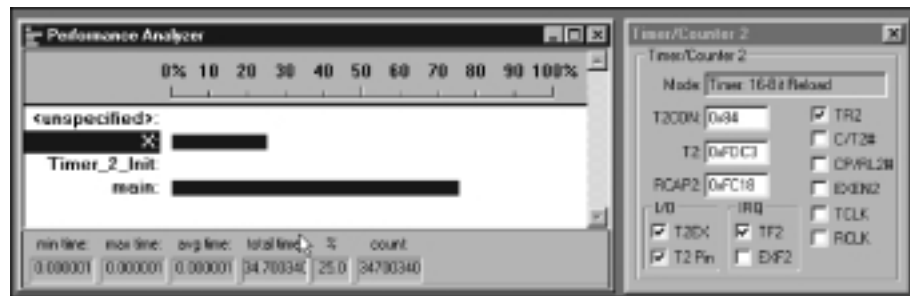 Performance Analyzer
0% 10 20 30 40 50 60 70 80 90 100%
<unspecified>:
X:
Timer_2_Init:
main:
min time: max time: avg time: total time: % count:
0.000001 0.000001 0.000001 34.700340 25.0 34700340
Timer/Counter 2
Timer/Counter 2
Mode: Timer: 16-Bit Reload
T2CON: 0x84
TR2
C/T2#
T2: 0xFDC3
CP/RL2#
RCAP2: 0xFC18
EXEN2
I/O
IRQ
TCLK
T2EX
TF2
RCLK
T2 Pin
EXF2